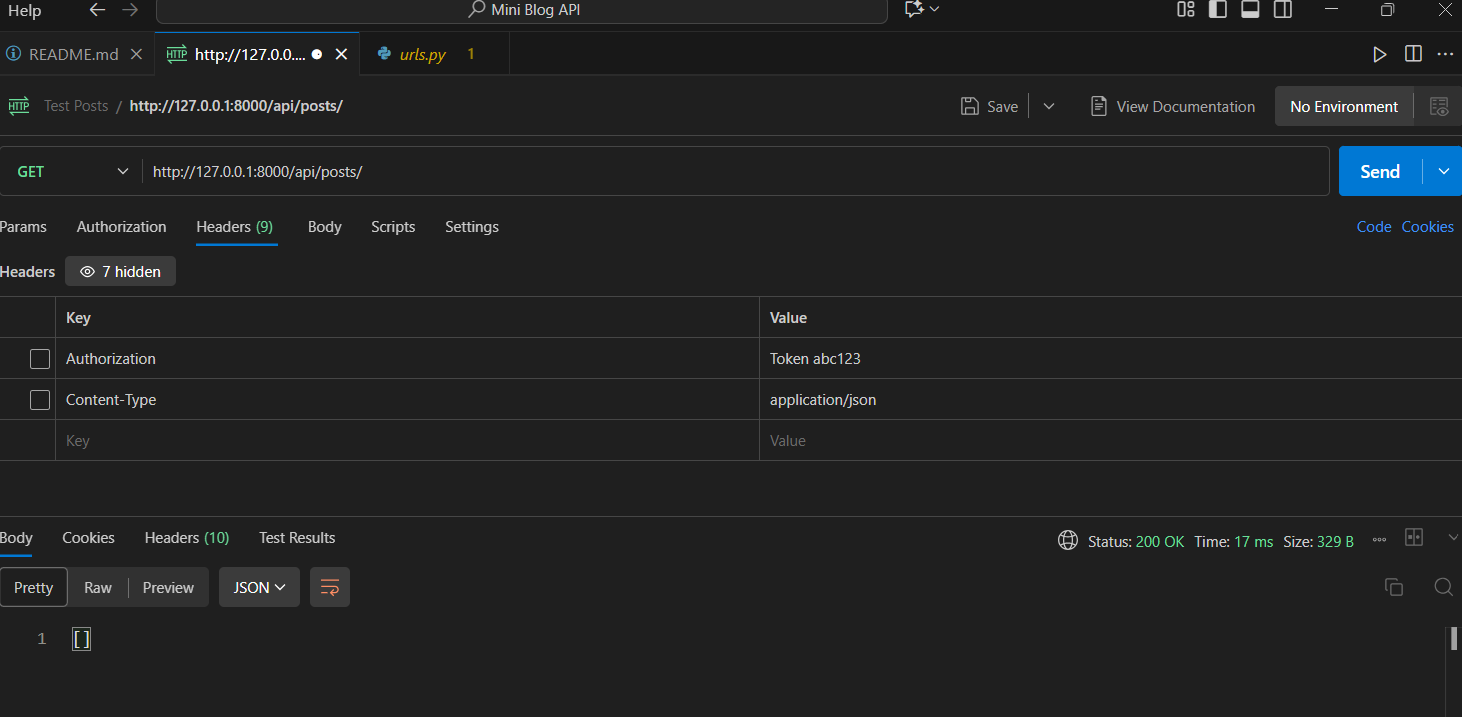 Help Mini Blog API
README.md HTTP http://127.0.0.... urls.py 1
HTTP Test Posts / http://127.0.0.1:8000/api/posts/ Save View Documentation No Environment
GET http://127.0.0.1:8000/api/posts/ Send
Params Authorization Headers (9) Body Scripts Settings Code Cookies
Headers 7 hidden
Key Value
Authorization Token abc123
Content-Type application/json
Key Value
Body Cookies Headers (10) Test Results Status: 200 OK Time: 17 ms Size: 329 B
Pretty Raw Preview JSON
1 []